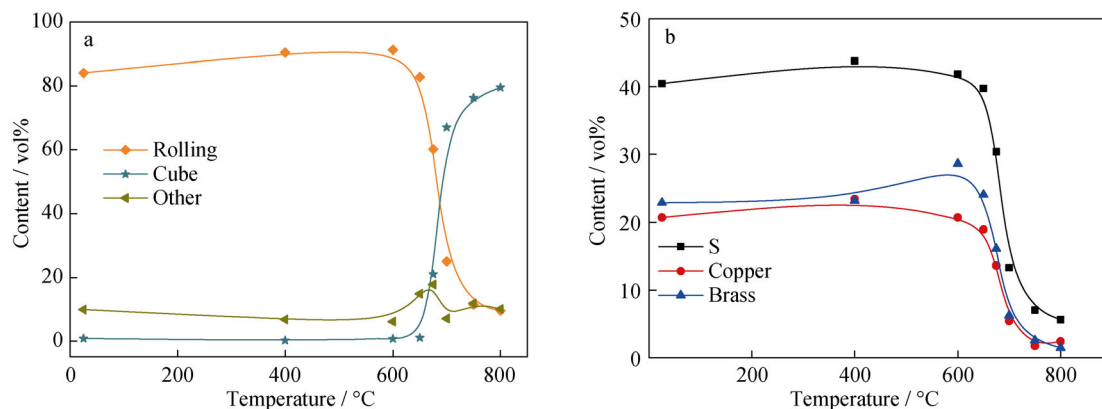 a
100
80
60
40
20
0
Content / vol%
Rolling
Cube
Other
0
200
400
600
800
Temperature / °C
b
50
40
30
20
10
0
Content / vol%
S
Copper
Brass
200
400
600
800
Temperature / °C